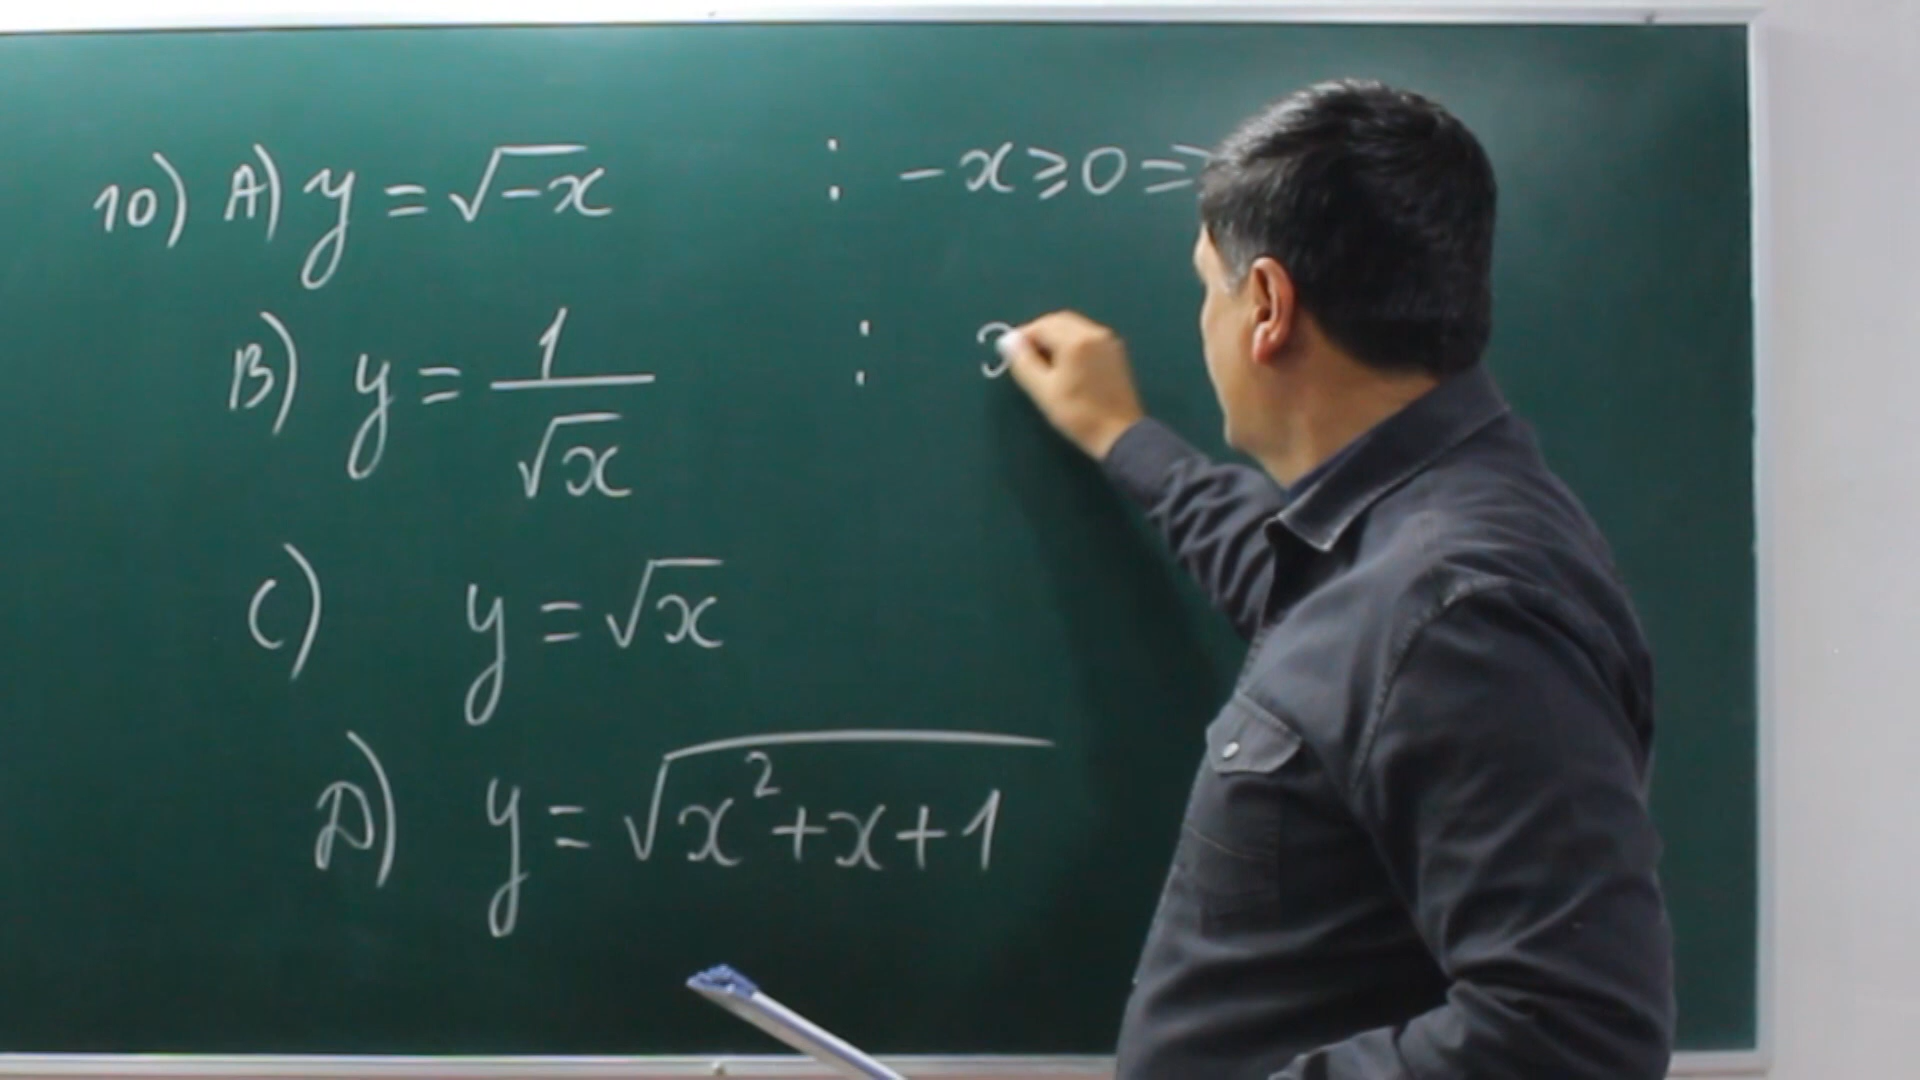 10) A) y = √-x : -x ≥ 0 ⇒
B) y = 1/√x : x
C) y = √x
D) y = √x²+x+1